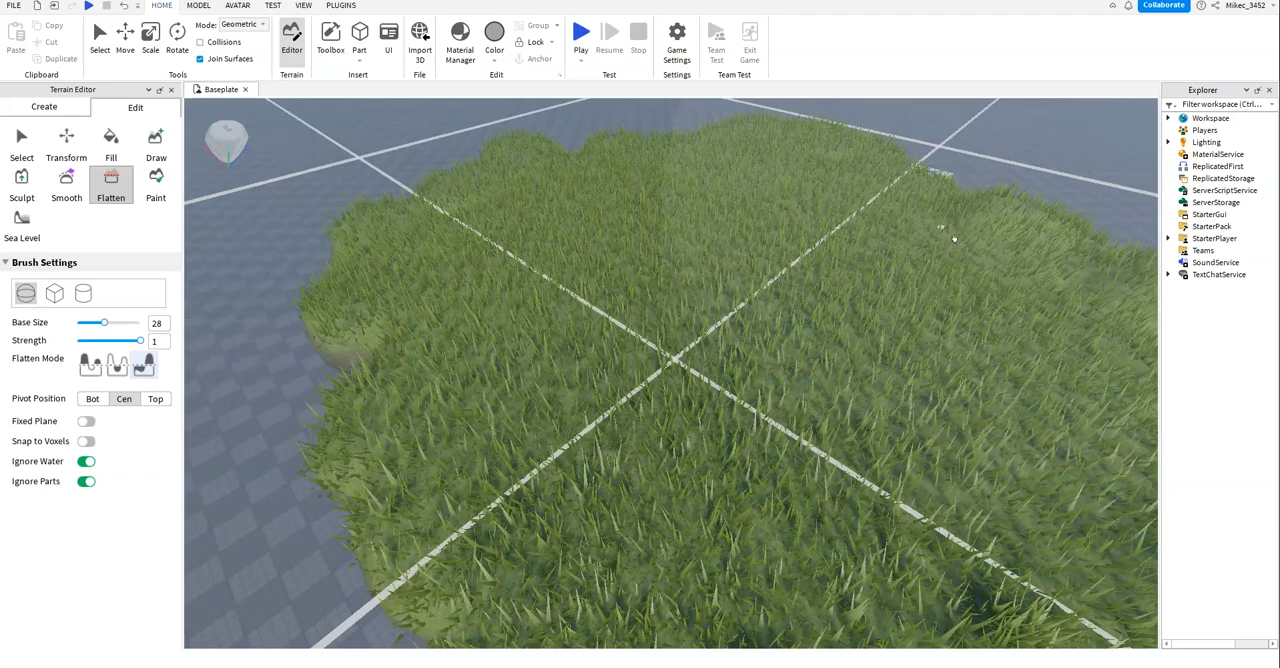 FILE HOME MODEL AVATAR TEST VIEW PLUGINS Collaborate Mikec_3452
Paste Copy Cut Duplicate
Clipboard
Select Move Scale Rotate
Mode: Geometric
Collisions
Join Surfaces
Tools
Editor
Terrain
Toolbox Part UI
Insert
Import 3D
File
Material Manager Color Group Lock Anchor
Edit
Play Resume Stop
Test
Game Settings
Settings
Team Test Exit Game
Team Test
Terrain Editor
Create Edit
Select Transform Fill Draw
Sculpt Smooth Flatten Paint
Sea Level
Brush Settings
Base Size 28
Strength 1
Flatten Mode
Pivot Position Bot Cen Top
Fixed Plane
Snap to Voxels
Ignore Water
Ignore Parts
Baseplate
Explorer
Filter workspace (Ctrl...
Workspace
Players
Lighting
MaterialService
ReplicatedFirst
ReplicatedStorage
ServerScriptService
ServerStorage
StarterGui
StarterPack
StarterPlayer
Teams
SoundService
TextChatService